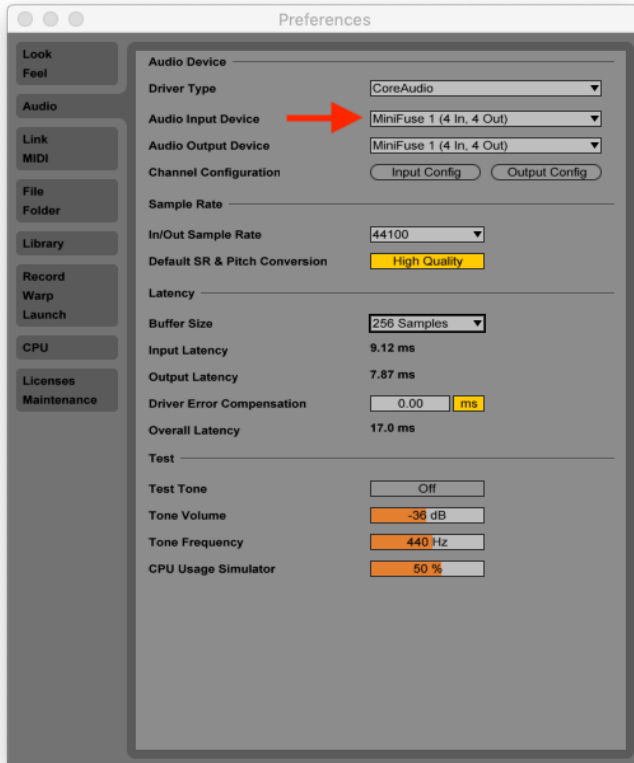 Preferences
Look
Feel
Audio
Link
MIDI
File
Folder
Library
Record
Warp
Launch
CPU
Licenses
Maintenance
Audio Device
Driver Type CoreAudio
Audio Input Device MiniFuse 1 (4 In, 4 Out)
Audio Output Device MiniFuse 1 (4 In, 4 Out)
Channel Configuration Input Config Output Config
Sample Rate
In/Out Sample Rate 44100
Default SR & Pitch Conversion High Quality
Latency
Buffer Size 256 Samples
Input Latency 9.12 ms
Output Latency 7.87 ms
Driver Error Compensation 0.00 ms
Overall Latency 17.0 ms
Test
Test Tone Off
Tone Volume -36 dB
Tone Frequency 440 Hz
CPU Usage Simulator 50 %